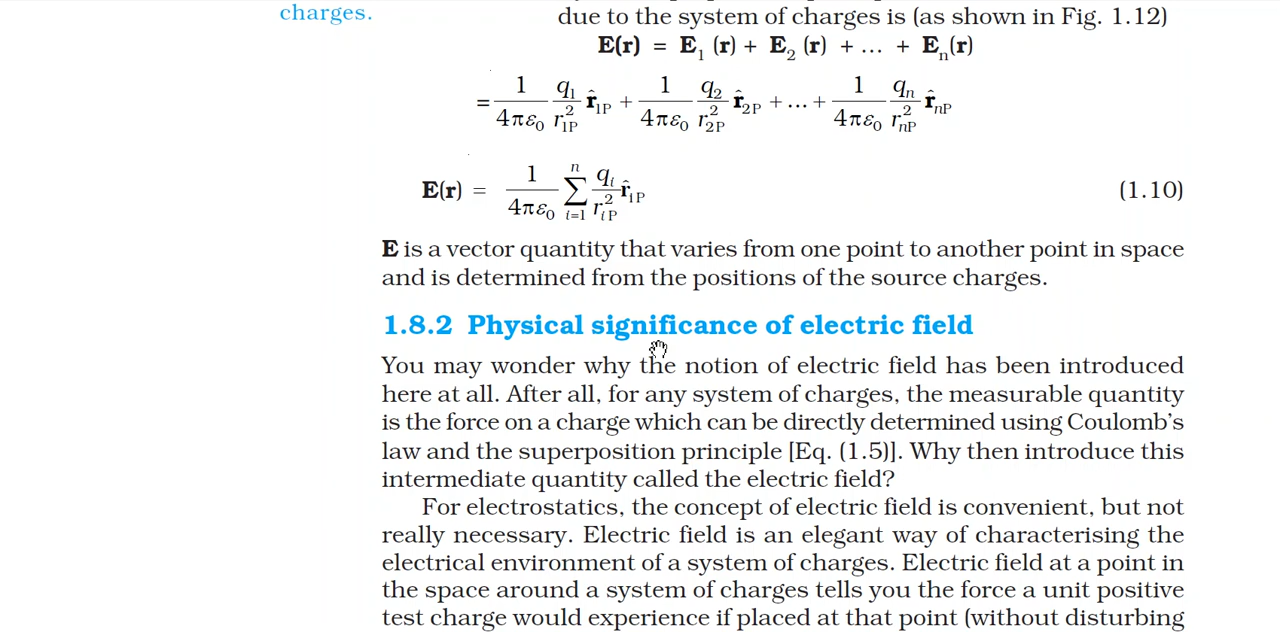 charges.
due to the system of charges is (as shown in Fig. 1.12)
E(r) = E₁ (r) + E₂ (r) + … + Eₙ(r)
= 1/4πε₀ q₁/r²₁P r̂₁P + 1/4πε₀ q₂/r²₂P r̂₂P + … + 1/4πε₀ qₙ/r²ₙP r̂ₙP
E(r) = 1/4πε₀ Σⁿᵢ₌₁ qᵢ/r²ᵢP r̂ᵢP (1.10)
E is a vector quantity that varies from one point to another point in space
and is determined from the positions of the source charges.
1.8.2 Physical significance of electric field
You may wonder why the notion of electric field has been introduced
here at all. After all, for any system of charges, the measurable quantity
is the force on a charge which can be directly determined using Coulomb's
law and the superposition principle [Eq. (1.5)]. Why then introduce this
intermediate quantity called the electric field?
For electrostatics, the concept of electric field is convenient, but not
really necessary. Electric field is an elegant way of characterising the
electrical environment of a system of charges. Electric field at a point in
the space around a system of charges tells you the force a unit positive
test charge would experience if placed at that point (without disturbing